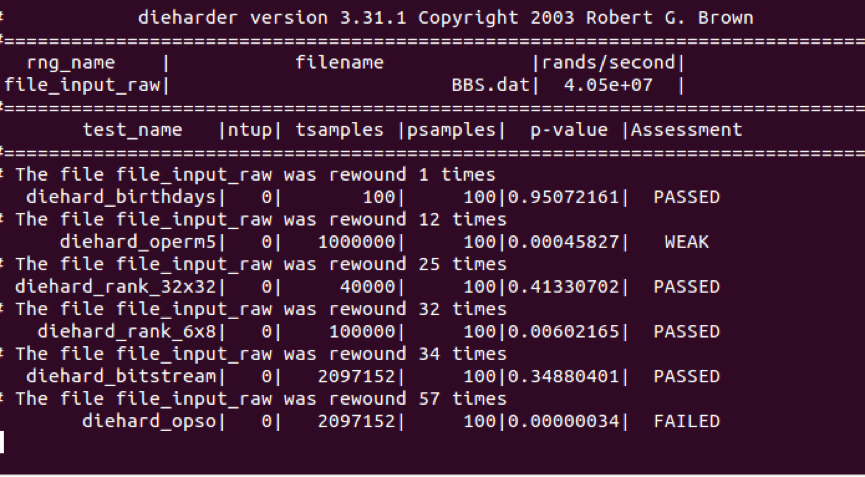 # dieharder version 3.31.1 Copyright 2003 Robert G. Brown
#=============================================================================
rng_name | filename |rands/second|
file_input_raw| BBS.dat| 4.05e+07 |
#=============================================================================
test_name |ntup| tsamples |psamples| p-value |Assessment
#=============================================================================
# The file file_input_raw was rewound 1 times
diehard_birthdays| 0| 100| 100|0.95072161| PASSED
# The file file_input_raw was rewound 12 times
diehard_operm5| 0| 1000000| 100|0.00045827| WEAK
# The file file_input_raw was rewound 25 times
diehard_rank_32x32| 0| 40000| 100|0.41330702| PASSED
# The file file_input_raw was rewound 32 times
diehard_rank_6x8| 0| 100000| 100|0.00602165| PASSED
# The file file_input_raw was rewound 34 times
diehard_bitstream| 0| 2097152| 100|0.34880401| PASSED
# The file file_input_raw was rewound 57 times
diehard_opso| 0| 2097152| 100|0.00000034| FAILED